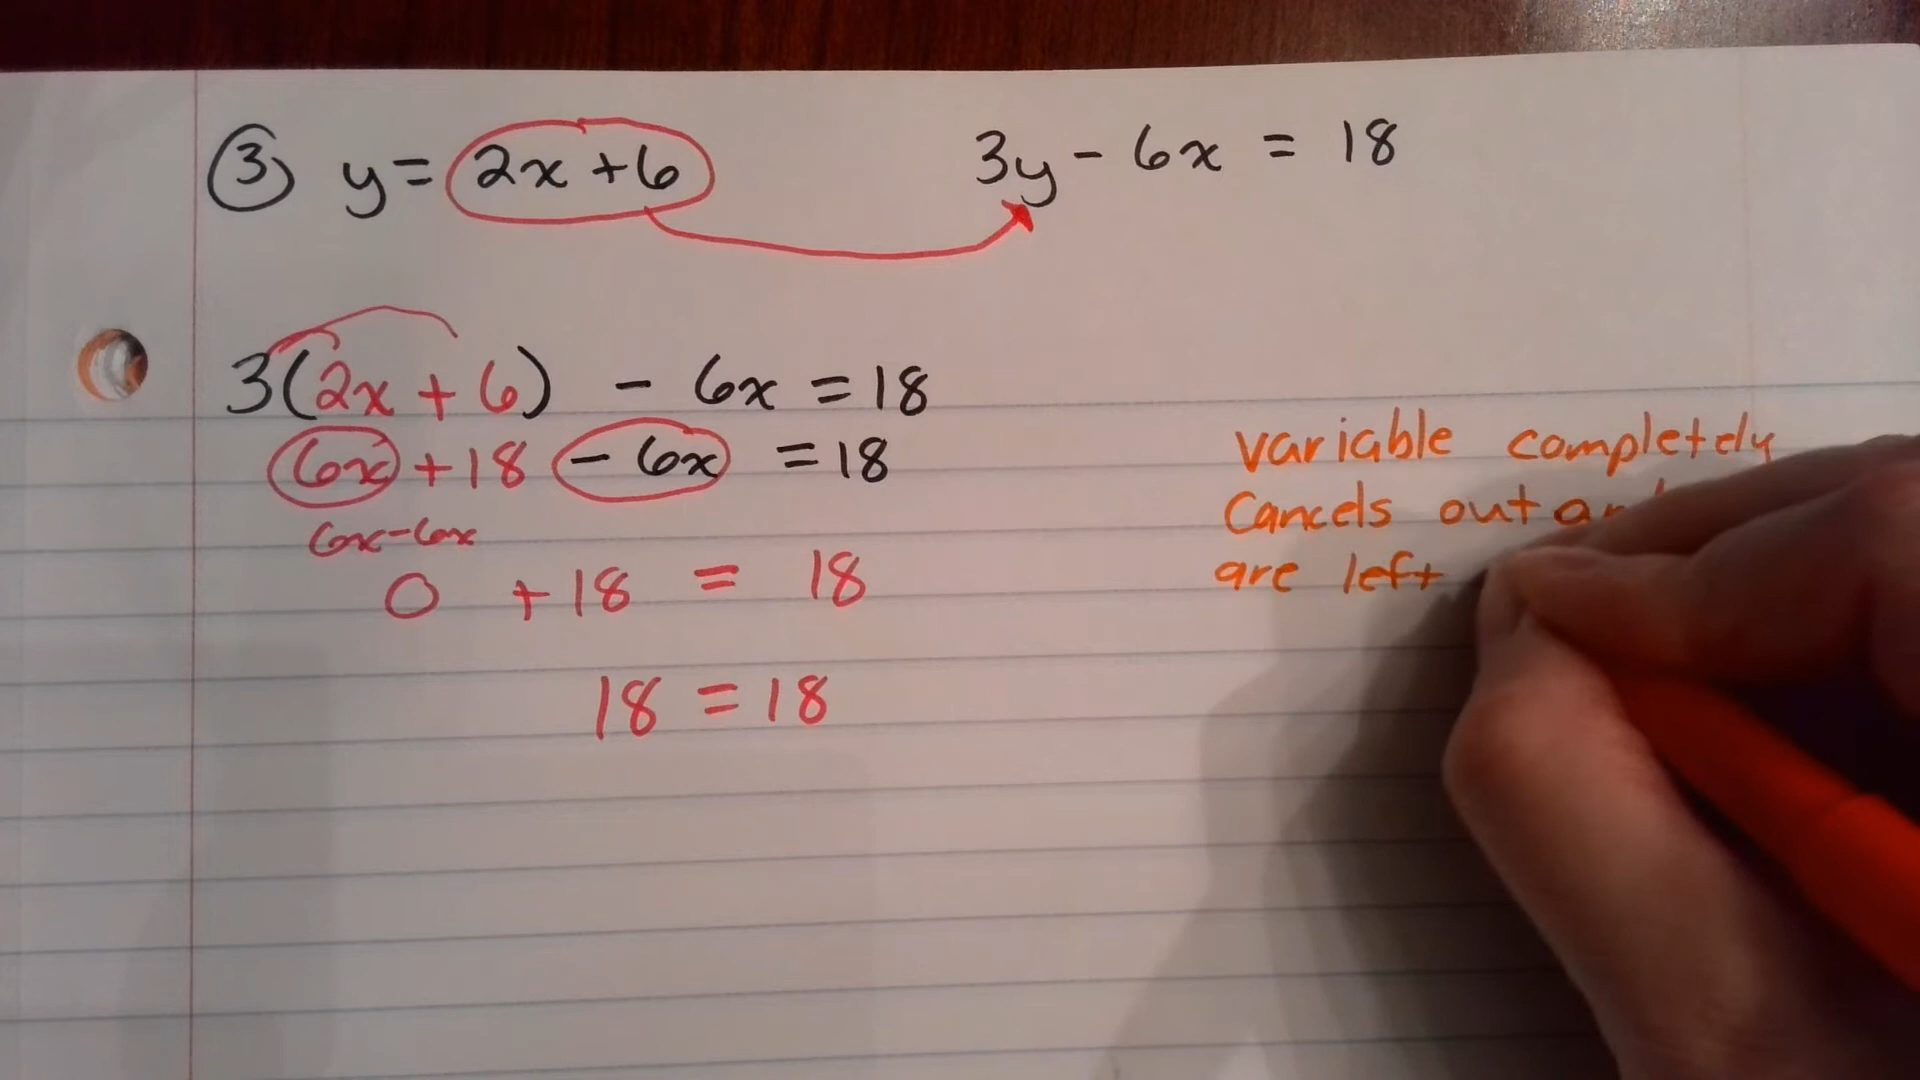 ③ y = 2x + 6
3y - 6x = 18
3(2x + 6) - 6x = 18
6x + 18 - 6x = 18
6x-6x
0 + 18 = 18
18 = 18
variable completely
cancels out
are left